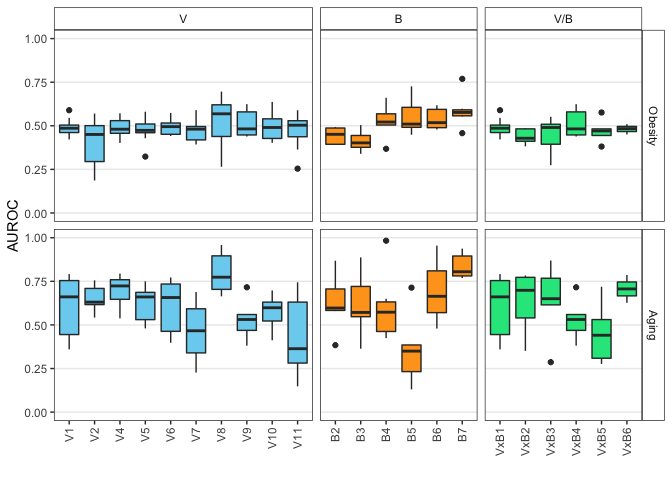 V B V/B
1.00
0.75
0.50
0.25
0.00
Obesity
AUROC
1.00
0.75
0.50
0.25
0.00
Aging
V1 V2 V4 V5 V6 V7 V8 V9 V10 V11 B2 B3 B4 B5 B6 B7 VxB1 VxB2 VxB3 VxB4 VxB5 VxB6